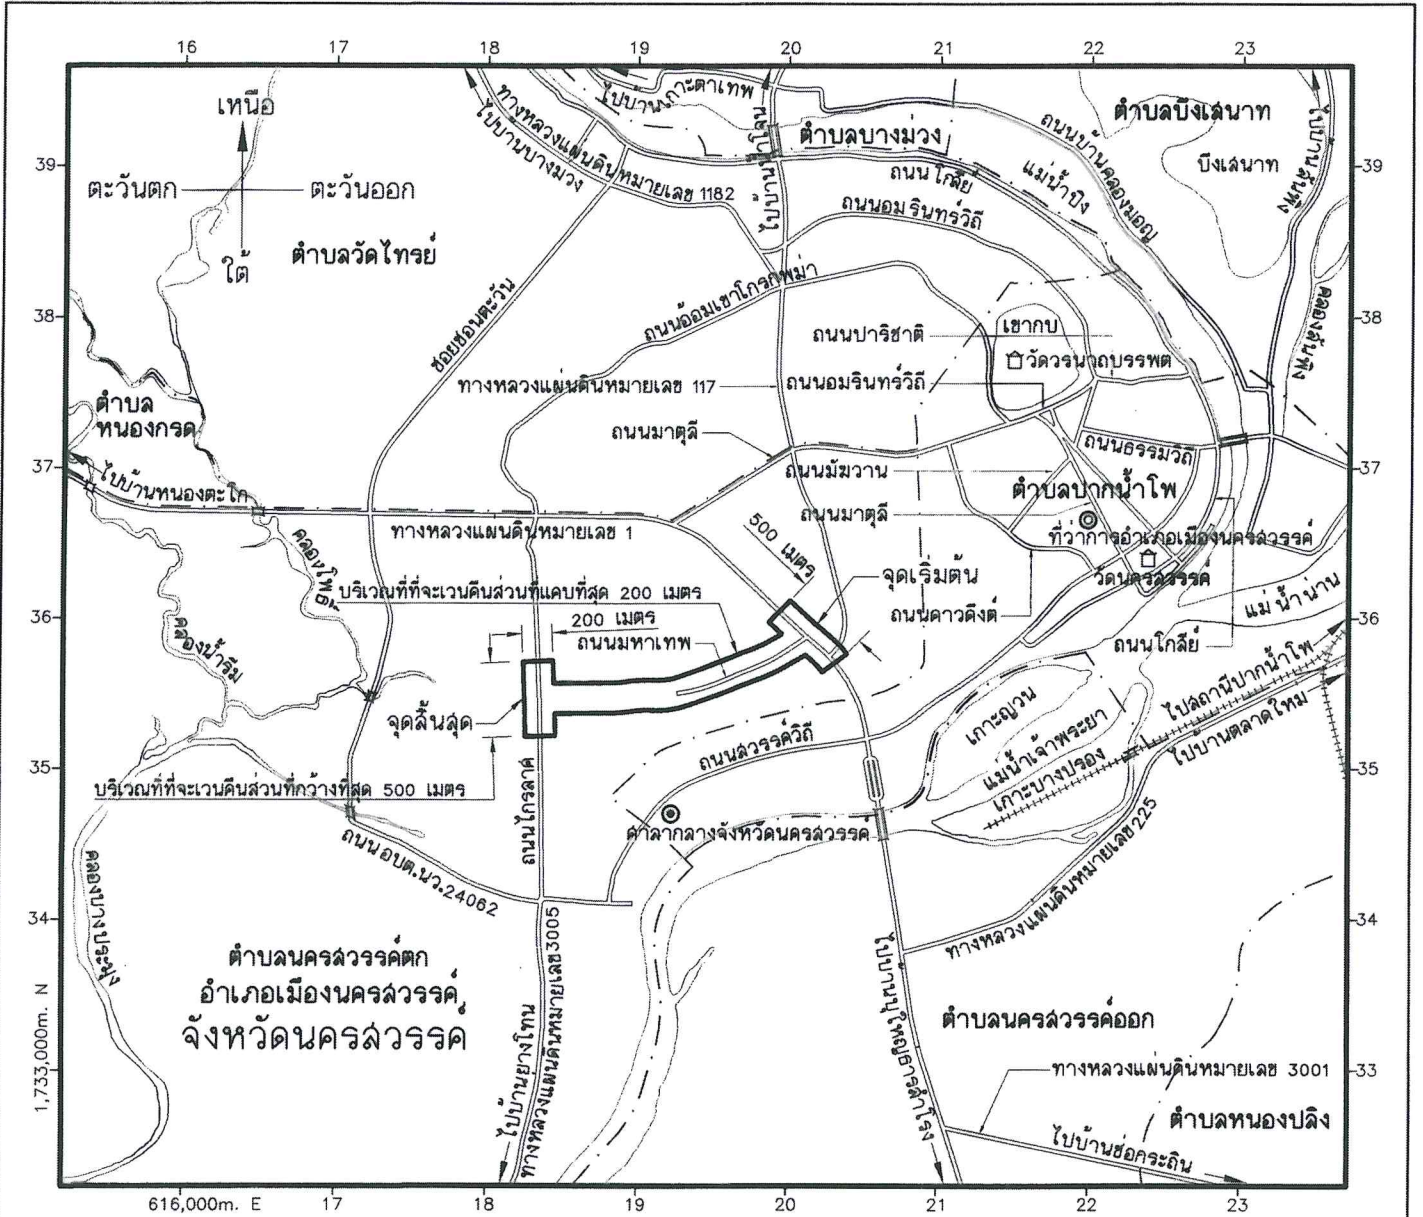 16 17 18 19 20 21 22 23
เหนือ
ตะวันตก ตะวันออก
ใต้
ตำบลวัดไทรย์
ทางหลวงแผ่นดินหมายเลข 1182
ไปบ้านบางม่วง
ไปบ้านเกาะตาเทพ
ตำบลบางม่วง
ถนนโกสีย์
แม่น้ำปิง
ถนนบ้านคลองมอญ
ตำบลบึงเสนาท
บึงเสนาท
39 39
ถนนอมรินทร์วิถี
ถนนอ้อมเขาโกรกพม่า
ซอยซอนตะวัน
38 38
ถนนปาริชาติ
เขากบ
วัดวรนาถบรรพต
ทางหลวงแผ่นดินหมายเลข 117
ถนนอมรินทร์วิถี
ตำบล
หนองกรด
ถนนมาตุลี
ถนนธรรมวิถี
37 37
ไปบ้านหนองตะโก
ถนนมัฆวาน
ตำบลปากน้ำโพ
ถนนมาตุลี
ทางหลวงแผ่นดินหมายเลข 1
500 เมตร
ที่ว่าการอำเภอเมืองนครสวรรค์
วัดนครสวรรค์
คลองโพธิ์
จุดเริ่มต้น
บริเวณที่ที่จะเวนคืนส่วนที่แคบที่สุด 200 เมตร
200 เมตร
ถนนดาวดึงส์
แม่น้ำน่าน
36 36
ถนนมหาเทพ
ถนนโกสีย์
คลองน้ำริม
จุดสิ้นสุด
เกาะญวน
ไปสถานีปากน้ำโพ
ไปบ้านตลาดใหม่
แม่น้ำเจ้าพระยา
เกาะบางปรอง
ถนนสวรรค์วิถี
35 35
บริเวณที่ที่จะเวนคืนส่วนที่กว้างที่สุด 500 เมตร
ถนนไกรลาศ
ศาลากลางจังหวัดนครสวรรค์
ถนน อบต.นว.24062
ทางหลวงแผ่นดินหมายเลข 225
คลองบางประมุง
34 34
ตำบลนครสวรรค์ตก
อำเภอเมืองนครสวรรค์
จังหวัดนครสวรรค์
ไปบ้านยางโทน
ทางหลวงแผ่นดินหมายเลข 3005
ตำบลนครสวรรค์ออก
1,733,000m. N
33
ทางหลวงแผ่นดินหมายเลข 3001
ตำบลหนองปลิง
ไปบ้านช่อกระถิน
616,000m. E 17 18 19 20 21 22 23